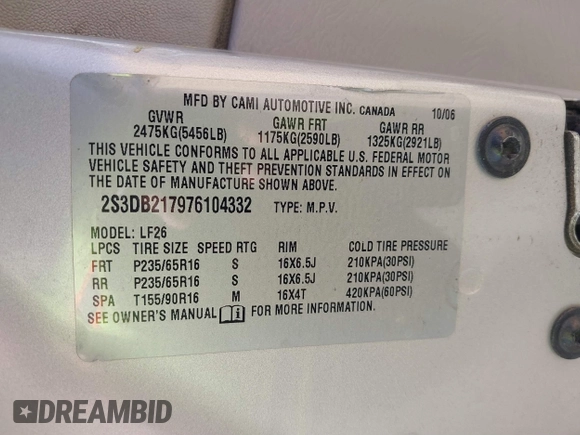 MFD BY CAMI AUTOMOTIVE INC. CANADA 10/06
GVWR GAWR FRT GAWR RR
2475KG(5456LB) 1175KG(2590LB) 1325KG(2921LB)
THIS VEHICLE CONFORMS TO ALL APPLICABLE U.S. FEDERAL MOTOR
VEHICLE SAFETY AND THEFT PREVENTION STANDARDS IN EFFECT ON
THE DATE OF MANUFACTURE SHOWN ABOVE.
2S3DB217976104332 TYPE: M.P.V.
MODEL: LF26
LPCS TIRE SIZE SPEED RTG RIM COLD TIRE PRESSURE
FRT P235/65R16 S 16X6.5J 210KPA(30PSI)
RR P235/65R16 S 16X6.5J 210KPA(30PSI)
SPA T155/90R16 M 16X4T 420KPA(60PSI)
SEE OWNER'S MANUAL i FOR MORE INFORMATION.
DREAMBID